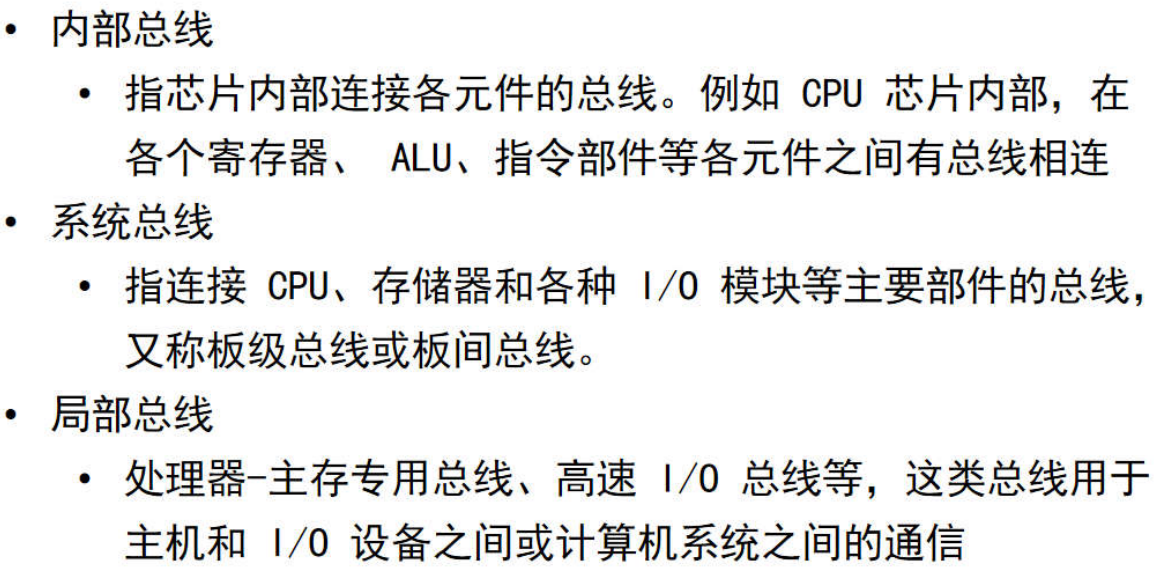 • 内部总线
• 指芯片内部连接各元件的总线。例如 CPU 芯片内部，在
各个寄存器、 ALU、指令部件等各元件之间有总线相连
• 系统总线
• 指连接 CPU、存储器和各种 I/O 模块等主要部件的总线，
又称板级总线或板间总线。
• 局部总线
• 处理器-主存专用总线、高速 I/O 总线等，这类总线用于
主机和 I/O 设备之间或计算机系统之间的通信